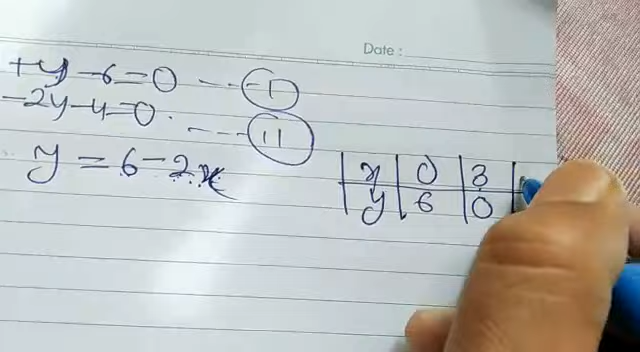 Date :
+y - 6 = 0 ---- I
- 2y - 4 = 0. ---- II
y = 6 - 2x
x | 0 | 3 |
y | 6 | 0 |